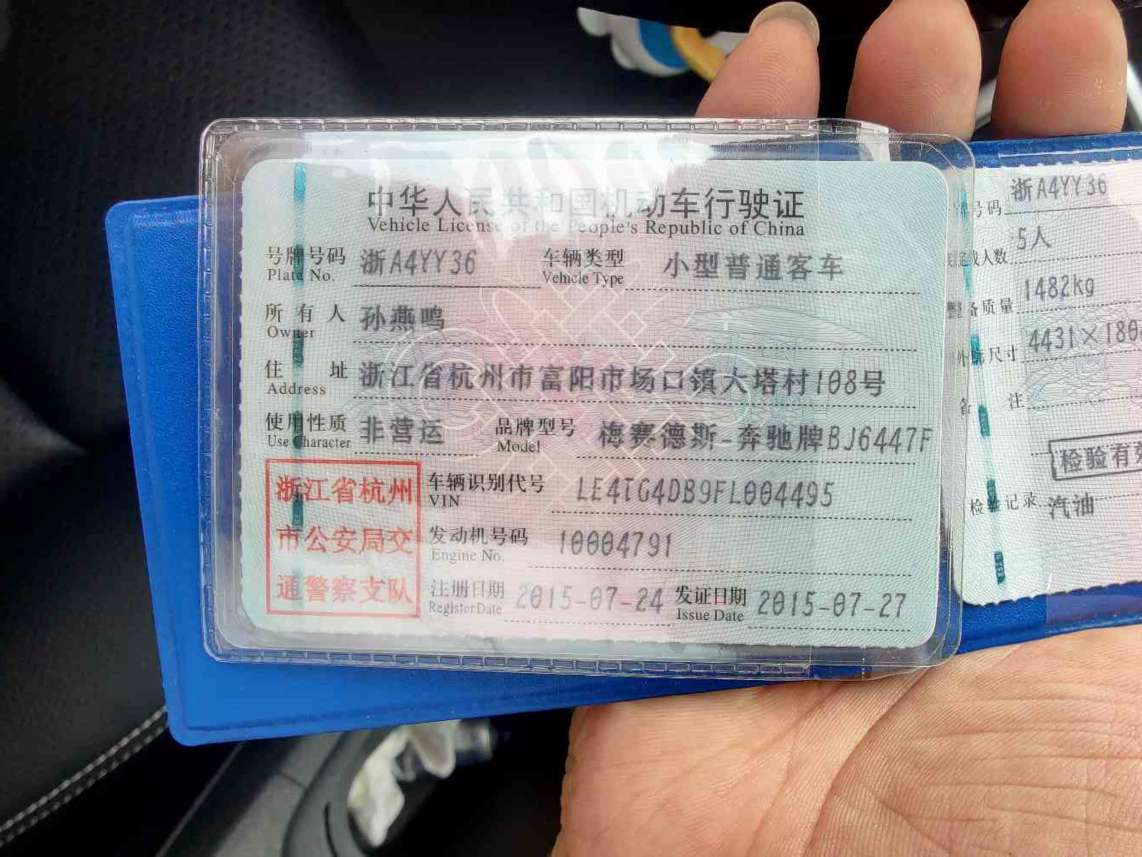 中华人民共和国机动车行驶证
Vehicle License of the People's Republic of China
号牌号码 浙A4YY36 车辆类型 小型普通客车
Plate No. Vehicle Type
所有人 孙燕鸣
Owner
住址 浙江省杭州市富阳市场口镇大塔村108号
Address
使用性质 非营运 品牌型号 梅赛德斯-奔驰牌BJ6447F
Use Character Model
浙江省杭州
市公安局交
通警察支队
车辆识别代号 LE4TG4DB9FL004495
VIN
发动机号码 10004791
Engine No.
注册日期 2015-07-24 发证日期 2015-07-27
Register Date Issue Date
号码 浙A4YY36
人数 5人
质量 1482kg
尺寸 4431×180
注
检验有
检验记录 汽油